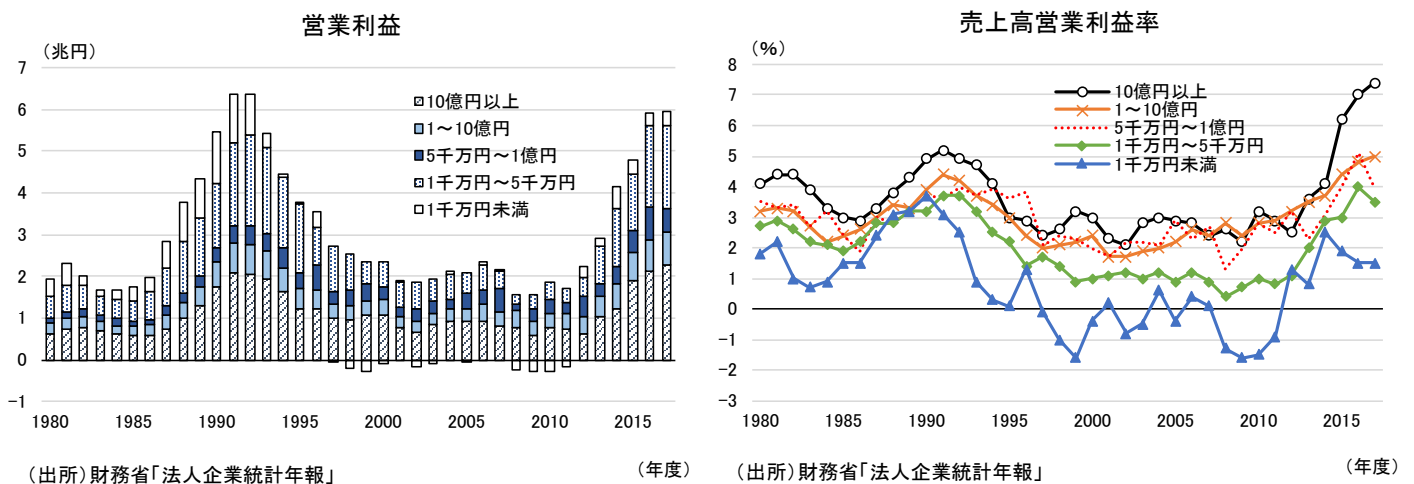 営業利益
（兆円）
7
6
5
4
3
2
1
0
−1
10億円以上
1～10億円
5千万円～1億円
1千万円～5千万円
1千万円未満
1980
1985
1990
1995
2000
2005
2010
2015
（出所）財務省「法人企業統計年報」
（年度）
売上高営業利益率
（%）
8
7
6
5
4
3
2
1
0
−1
−2
−3
10億円以上
1～10億円
5千万円～1億円
1千万円～5千万円
1千万円未満
1980
1985
1990
1995
2000
2005
2010
2015
（出所）財務省「法人企業統計年報」
（年度）